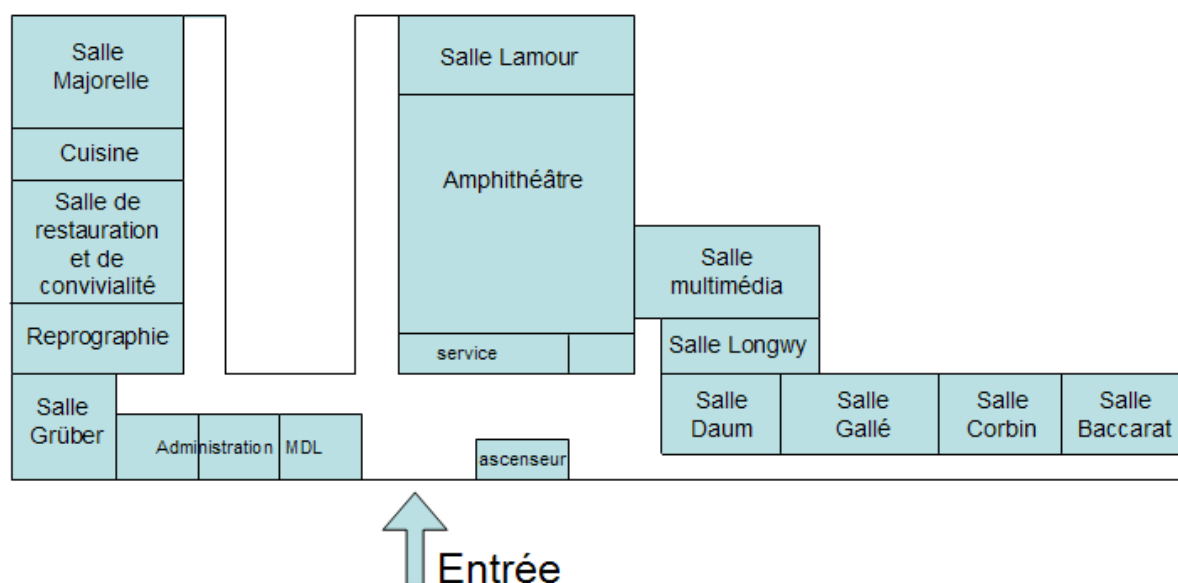 Salle
Majorelle
Cuisine
Salle de
restauration
et de
convivialité
Reprographie
Salle
Grüber
Administration
MDL
Salle Lamour
Amphithéâtre
service
ascenseur
Salle
multimédia
Salle Longwy
Salle
Daum
Salle
Gallé
Salle
Corbin
Salle
Baccarat
Entrée